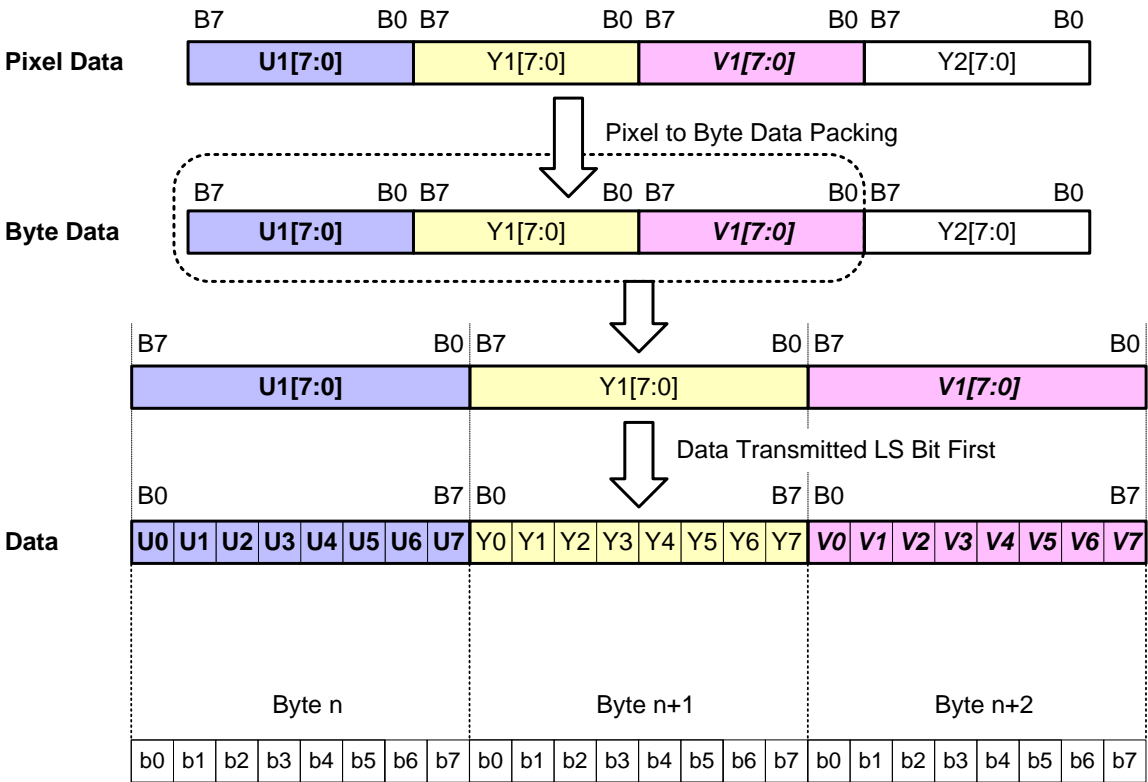 B7 B0 B7 B0 B7 B0 B7 B0
Pixel Data U1[7:0] Y1[7:0] V1[7:0] Y2[7:0]
Pixel to Byte Data Packing
B7 B0 B7 B0 B7 B0 B7 B0
Byte Data U1[7:0] Y1[7:0] V1[7:0] Y2[7:0]
B7 B0 B7 B0 B7 B0
U1[7:0] Y1[7:0] V1[7:0]
Data Transmitted LS Bit First
B0 B7 B0 B7 B0 B7
Data U0 U1 U2 U3 U4 U5 U6 U7 Y0 Y1 Y2 Y3 Y4 Y5 Y6 Y7 V0 V1 V2 V3 V4 V5 V6 V7
Byte n Byte n+1 Byte n+2
b0 b1 b2 b3 b4 b5 b6 b7 b0 b1 b2 b3 b4 b5 b6 b7 b0 b1 b2 b3 b4 b5 b6 b7